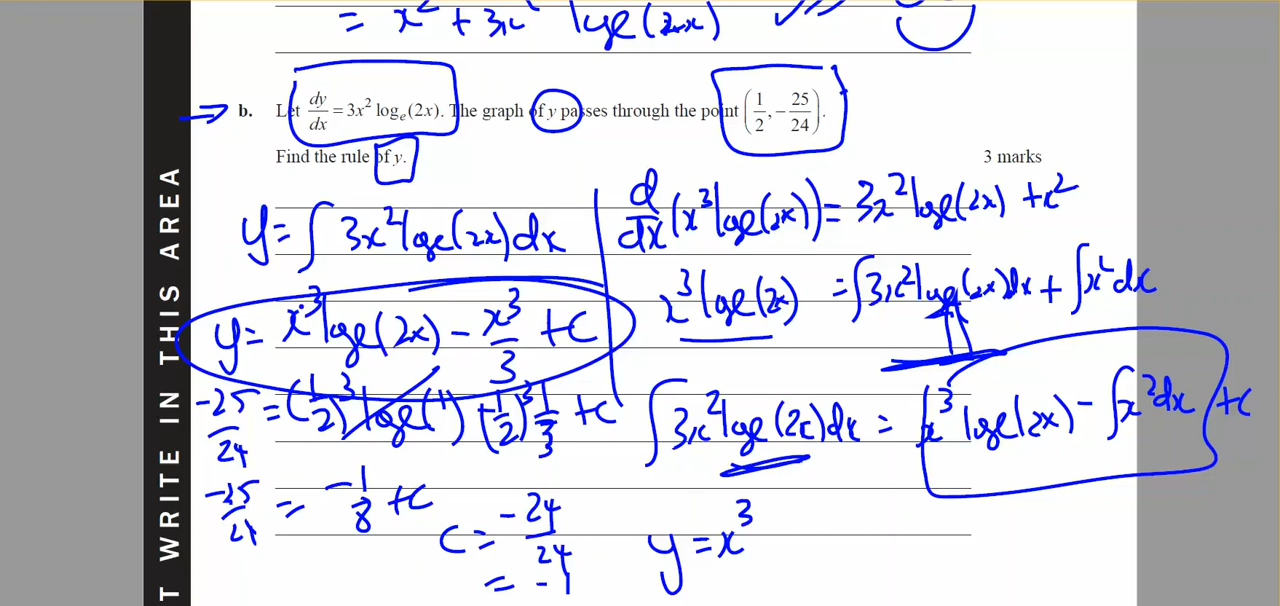 = x² + 3x² loge(2x)
b. Let dy/dx = 3x² logₑ(2x). The graph of y passes through the point (1/2, -25/24).
Find the rule of y.
3 marks
y = ∫ 3x² loge(2x) dx
y = x³ loge(2x) - x³/3 + c
-25/24 = (1/2)³ loge(1) - (1/2)³ 1/3 + c
-25/24 = -1/8 + c
c = -24/24
= -1
d/dx (x³ loge(2x)) = 3x² loge(2x) + x²
x³ loge(2x) = ∫ 3x² loge(2x) dx + ∫ x² dx
∫ 3x² loge(2x) dx = x³ loge(2x) - ∫ x² dx + c
y = x³
T WRITE IN THIS AREA